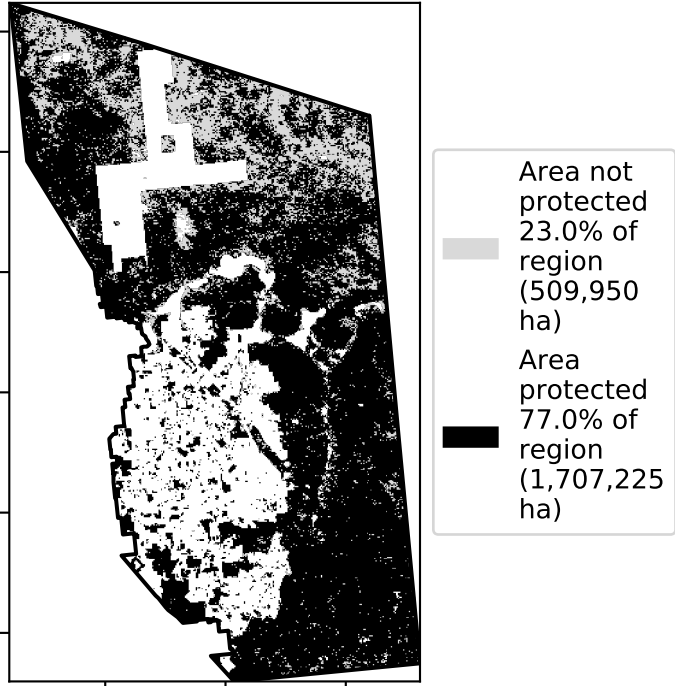 Area not
protected
23.0% of
region
(509,950
ha)
Area
protected
77.0% of
region
(1,707,225
ha)